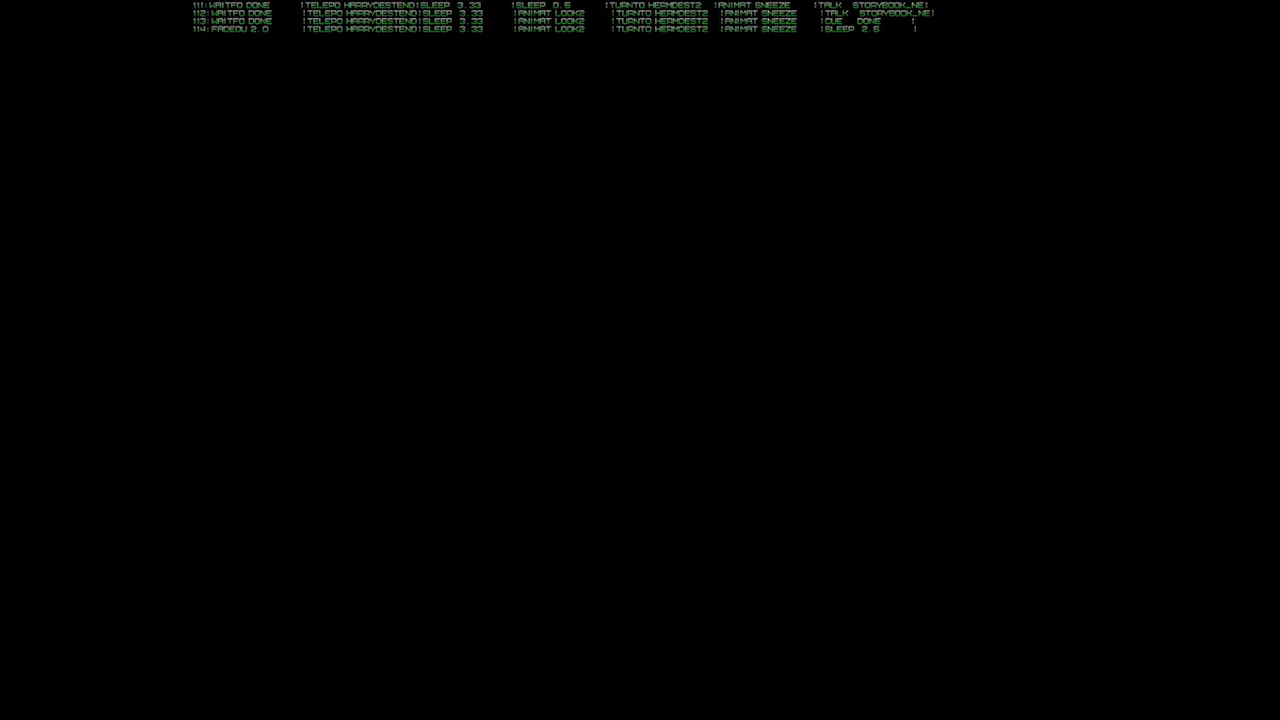 111:WAITFO DONE |TELEPO HARRYDESTEND|SLEEP 3.33 |SLEEP 0.5 |TURNTO HERMDEST2 |ANIMAT SNEEZE |TALK STORYBOOK_NE|
112:WAITFO DONE |TELEPO HARRYDESTEND|SLEEP 3.33 |ANIMAT LOOK2 |TURNTO HERMDEST2 |ANIMAT SNEEZE |TALK STORYBOOK_NE|
113:WAITFO DONE |TELEPO HARRYDESTEND|SLEEP 3.33 |ANIMAT LOOK2 |TURNTO HERMDEST2 |ANIMAT SNEEZE |CUE DONE |
114:FADEOU 2.0 |TELEPO HARRYDESTEND|SLEEP 3.33 |ANIMAT LOOK2 |TURNTO HERMDEST2 |ANIMAT SNEEZE |SLEEP 2.5 |